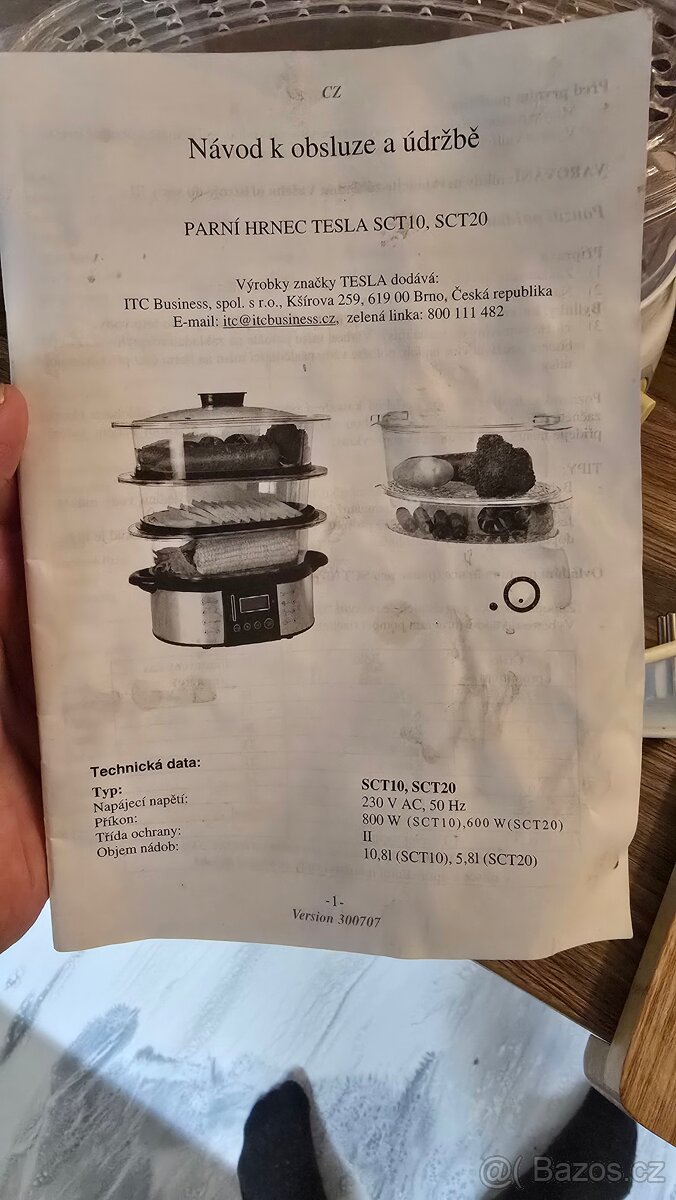 CZ
Návod k obsluze a údržbě
PARNÍ HRNEC TESLA SCT10, SCT20
Výrobky značky TESLA dodává:
ITC Business, spol. s r.o., Kšírova 259, 619 00 Brno, Česká republika
E-mail: itc@itcbusiness.cz, zelená linka: 800 111 482
Technická data:
Typ: SCT10, SCT20
Napájecí napětí: 230 V AC, 50 Hz
Příkon: 800 W (SCT10),600 W(SCT20)
Třída ochrany: II
Objem nádob: 10,8l (SCT10), 5,8l (SCT20)
-1-
Version 300707
@( Bazos.cz